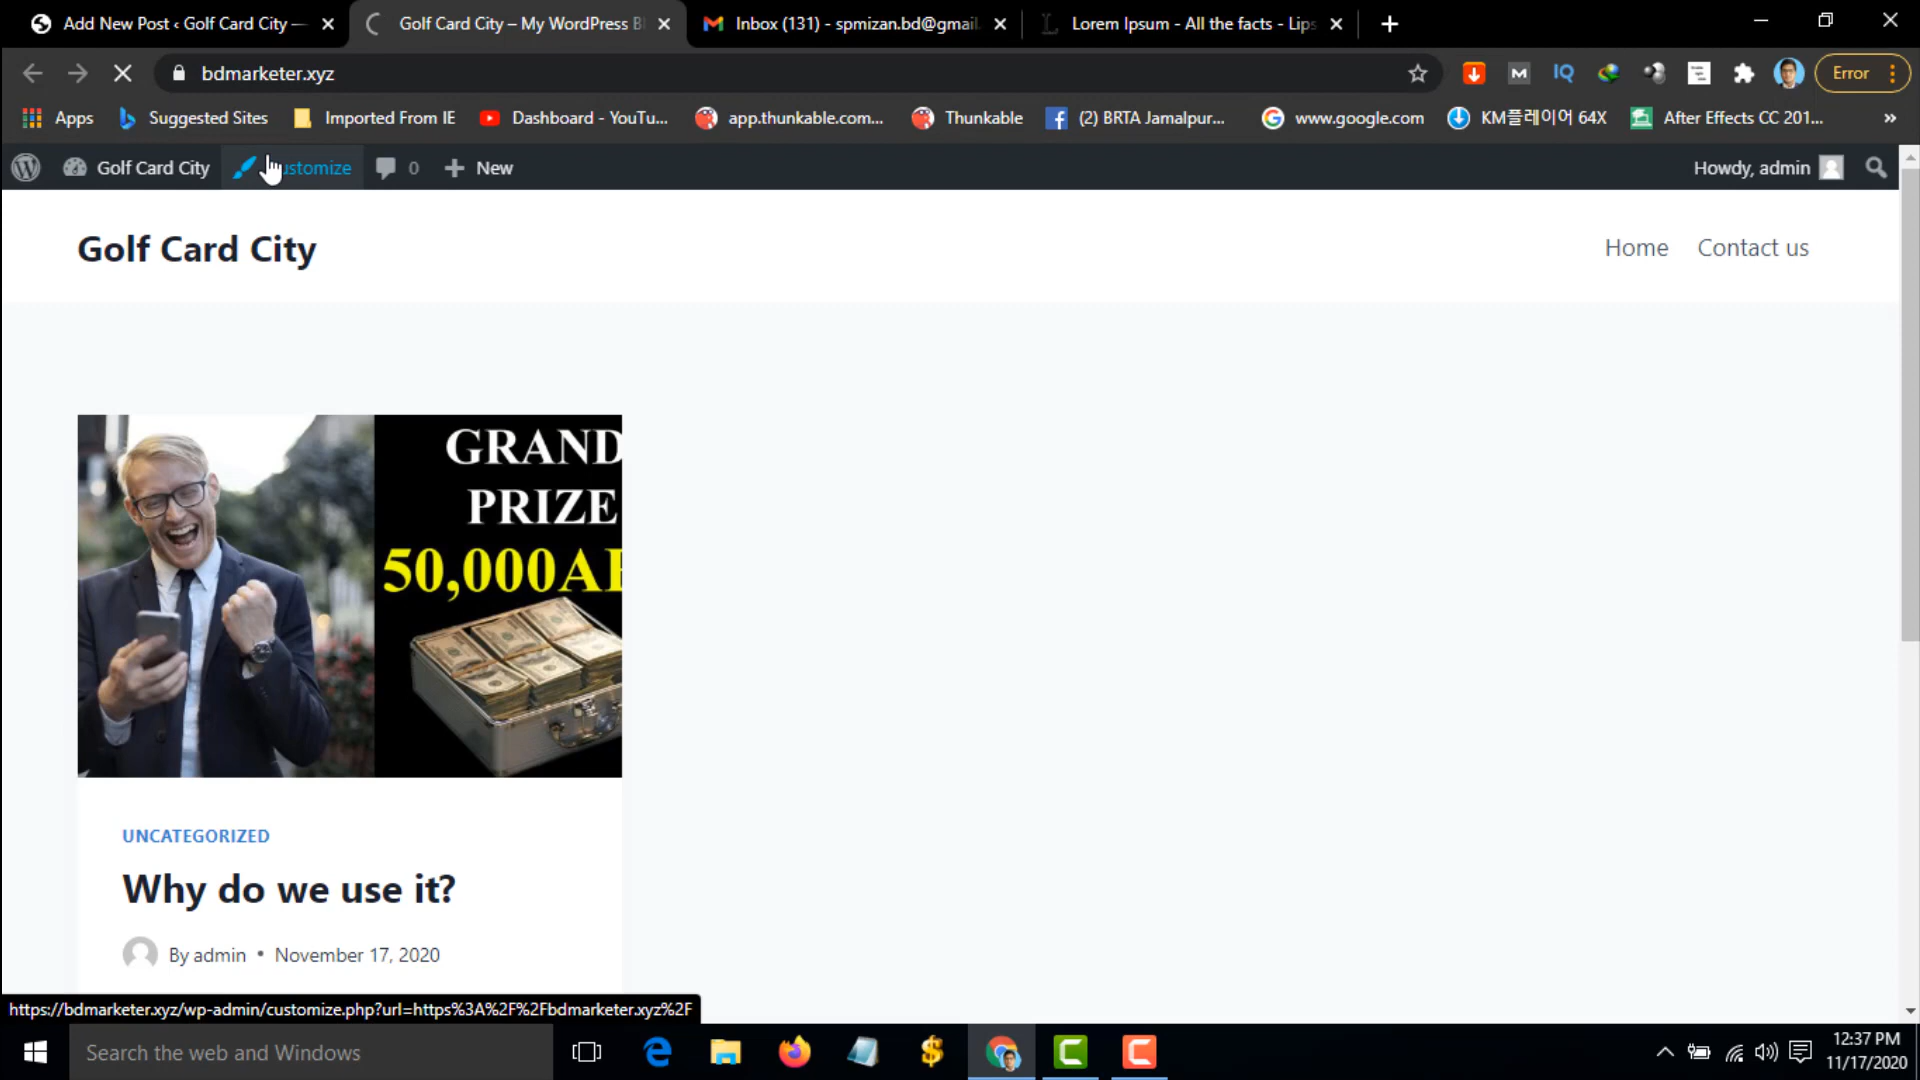 Add New Post ‹ Golf Card City —
Golf Card City – My WordPress B
Inbox (131) - spmizan.bd@gmai
Lorem Ipsum - All the facts - Lips
bdmarketer.xyz
IQ
Error
Apps
Suggested Sites
Imported From IE
Dashboard - YouTu...
app.thunkable.com...
Thunkable
(2) BRTA Jamalpur...
www.google.com
KM플레이어 64X
After Effects CC 201...
Golf Card City
ustomize
0
New
Howdy, admin
Golf Card City
Home
Contact us
GRAND
PRIZE
50,000A
UNCATEGORIZED
Why do we use it?
By admin • November 17, 2020
https://bdmarketer.xyz/wp-admin/customize.php?url=https%3A%2F%2Fbdmarketer.xyz%2F
Search the web and Windows
12:37 PM
11/17/2020